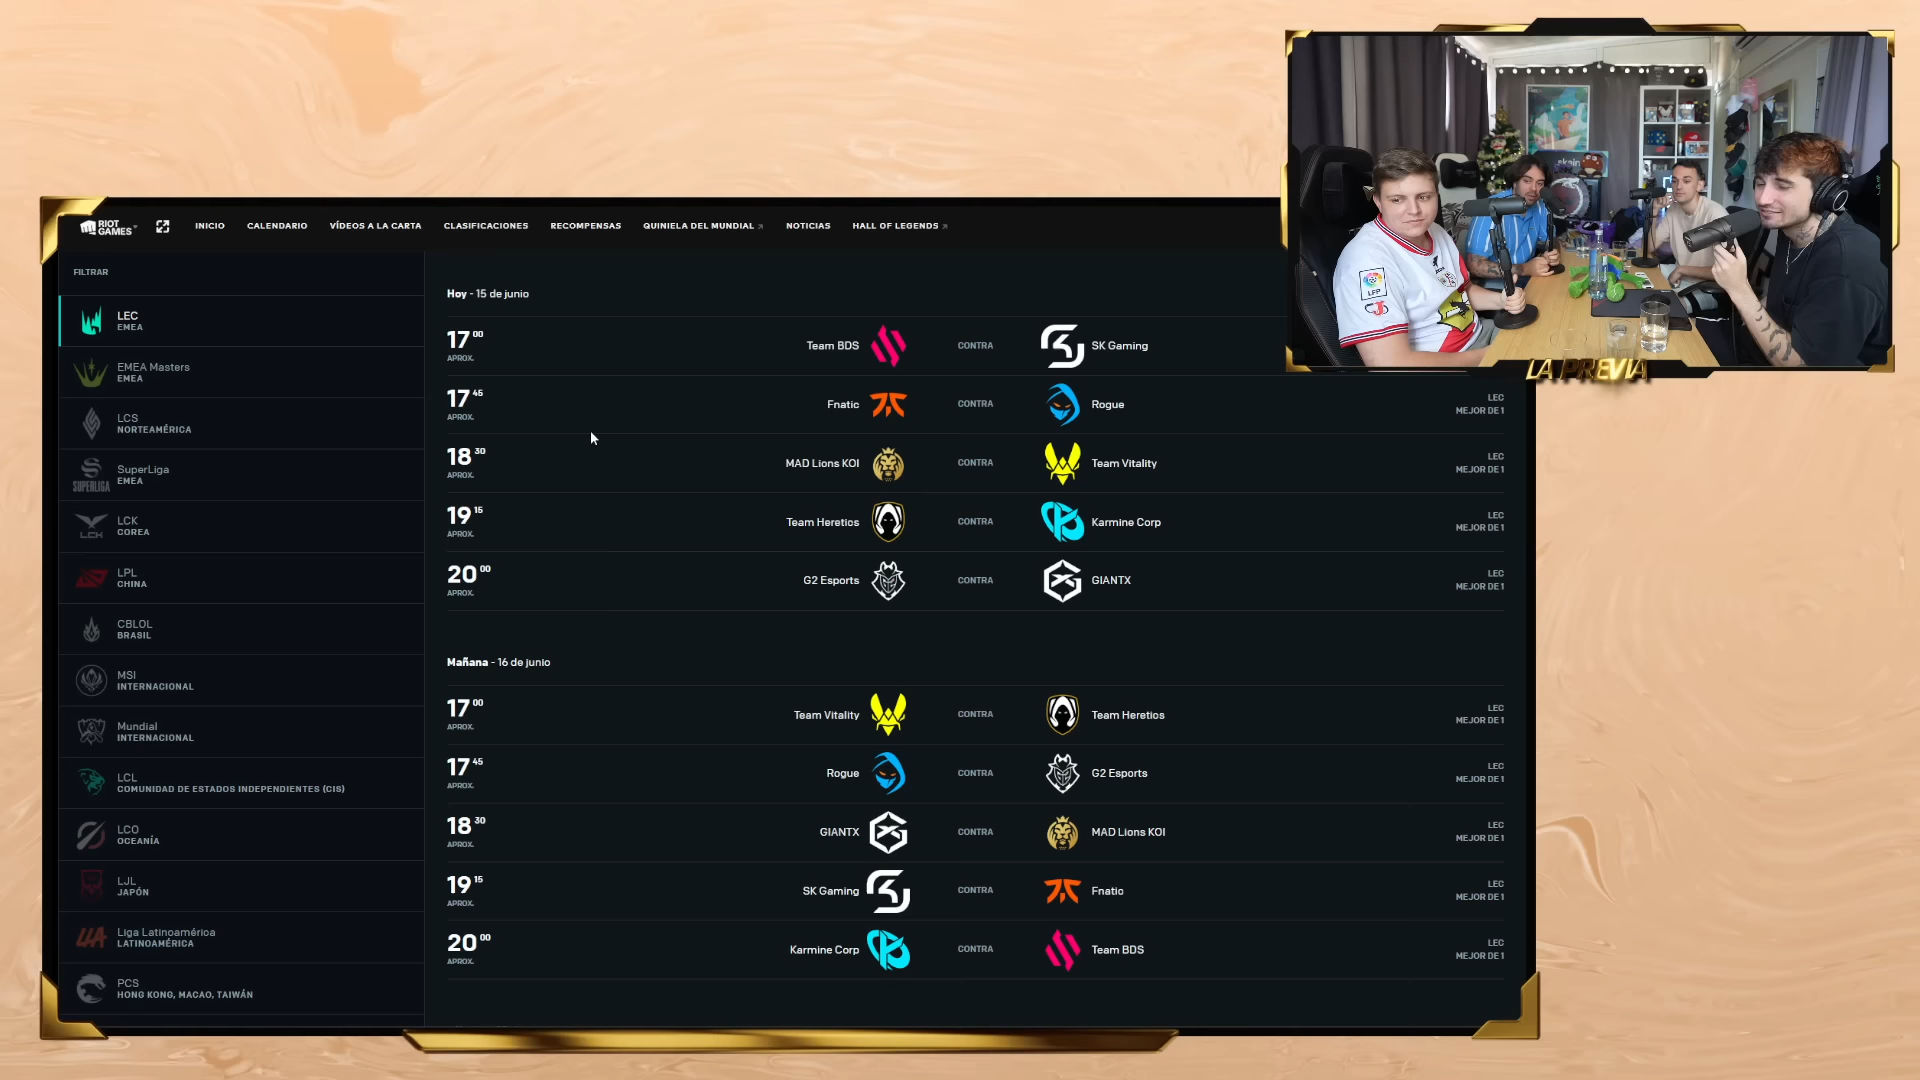 RIOT GAMES
INICIO
CALENDARIO
VÍDEOS A LA CARTA
CLASIFICACIONES
RECOMPENSAS
QUINIELA DEL MUNDIAL
NOTICIAS
HALL OF LEGENDS
FILTRAR
LEC
EMEA
EMEA Masters
EMEA
LCS
NORTEAMÉRICA
SUPERLIGA
SuperLiga
EMEA
LCK
LCK
COREA
LPL
CHINA
CBLOL
BRASIL
MSI
INTERNACIONAL
Mundial
INTERNACIONAL
LCL
COMUNIDAD DE ESTADOS INDEPENDIENTES (CIS)
LCO
OCEANÍA
LJL
JAPÓN
Liga Latinoamérica
LATINOAMÉRICA
PCS
HONG KONG, MACAO, TAIWÁN
Hoy - 15 de junio
17 00 APROX. Team BDS CONTRA SK Gaming
17 45 APROX. Fnatic CONTRA Rogue LEC MEJOR DE 1
18 30 APROX. MAD Lions KOI CONTRA Team Vitality LEC MEJOR DE 1
19 15 APROX. Team Heretics CONTRA Karmine Corp LEC MEJOR DE 1
20 00 APROX. G2 Esports CONTRA GIANTX LEC MEJOR DE 1
Mañana - 16 de junio
17 00 APROX. Team Vitality CONTRA Team Heretics LEC MEJOR DE 1
17 45 APROX. Rogue CONTRA G2 Esports LEC MEJOR DE 1
18 30 APROX. GIANTX CONTRA MAD Lions KOI LEC MEJOR DE 1
19 15 APROX. SK Gaming CONTRA Fnatic LEC MEJOR DE 1
20 00 APROX. Karmine Corp CONTRA Team BDS LEC MEJOR DE 1
LFP
LA PREVIA